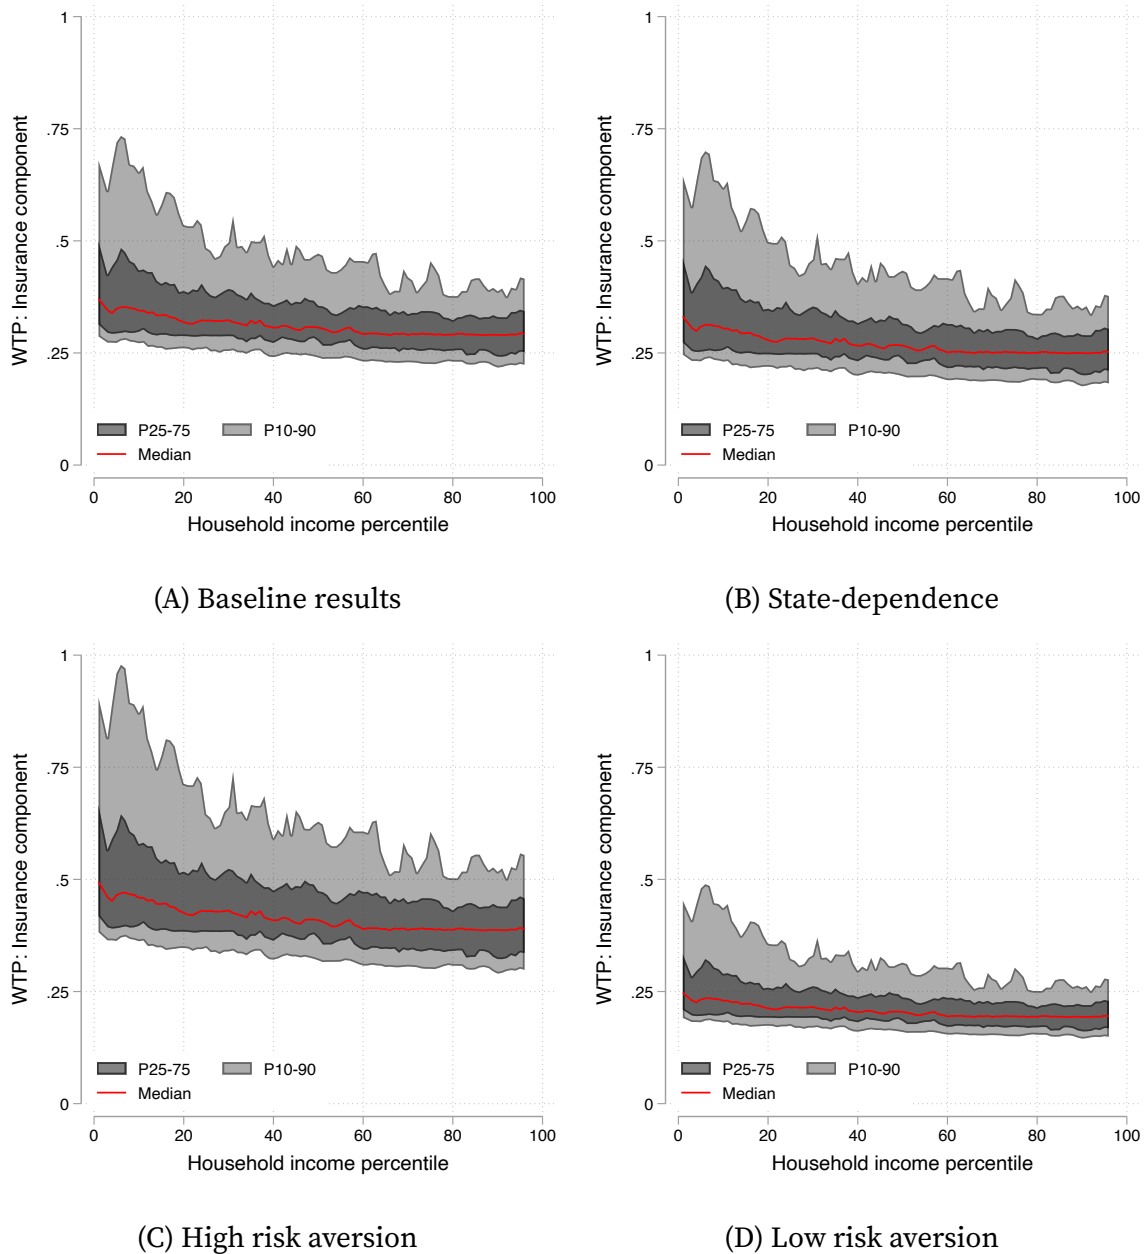 1
.75
.5
.25
0
WTP: Insurance component
P25-75
P10-90
Median
0 20 40 60 80 100
Household income percentile
(A) Baseline results
1
.75
.5
.25
0
WTP: Insurance component
P25-75
P10-90
Median
0 20 40 60 80 100
Household income percentile
(B) State-dependence
1
.75
.5
.25
0
WTP: Insurance component
P25-75
P10-90
Median
0 20 40 60 80 100
Household income percentile
(C) High risk aversion
1
.75
.5
.25
0
WTP: Insurance component
P25-75
P10-90
Median
0 20 40 60 80 100
Household income percentile
(D) Low risk aversion